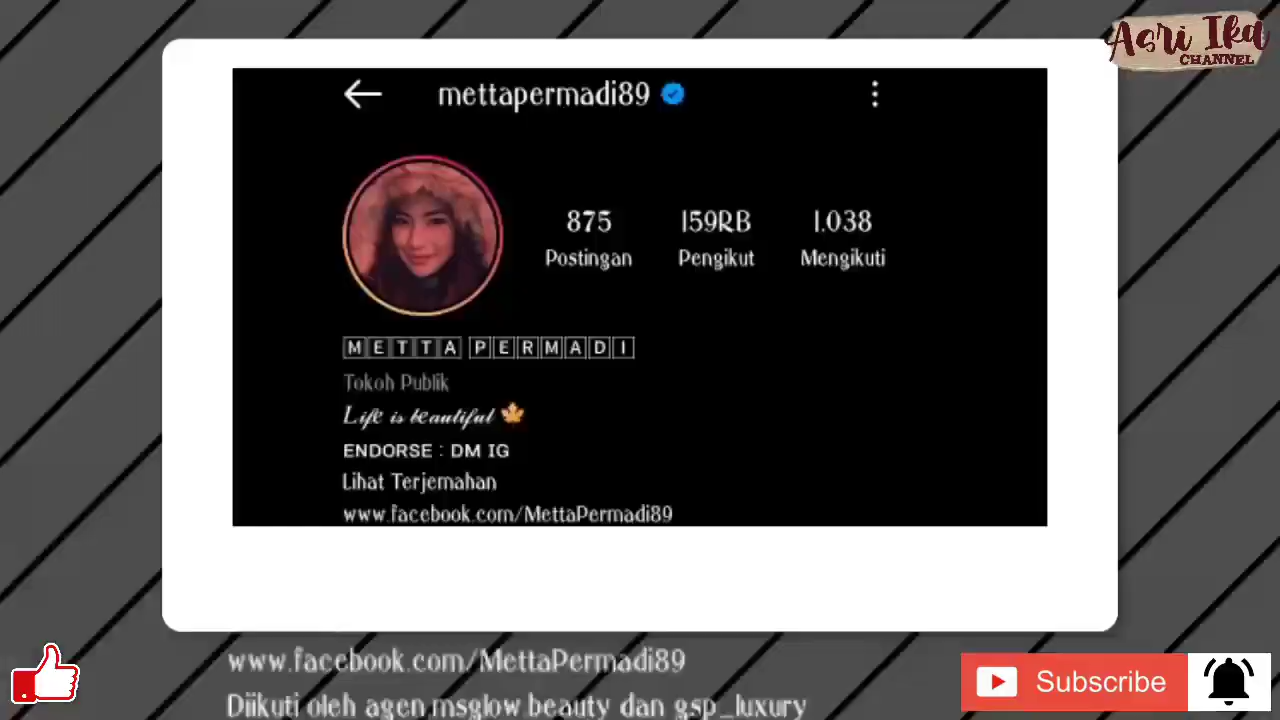 Asri Ika
CHANNEL
mettapermadi89
875 159RB 1.038
Postingan Pengikut Mengikuti
METTA PERMADI
Tokoh Publik
Life is beautiful
ENDORSE : DM IG
Lihat Terjemahan
www.facebook.com/MettaPermadi89
www.facebook.com/MettaPermadi89
Diikuti oleh agen.msglow.beauty dan gsp_luxury
Subscribe